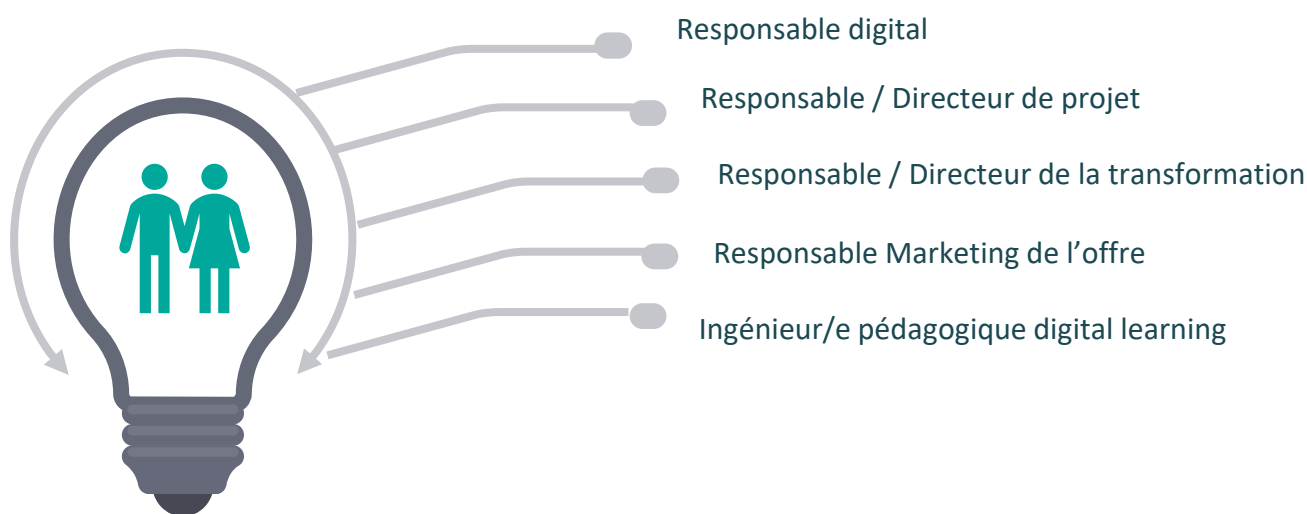 Responsable digital
Responsable / Directeur de projet
Responsable / Directeur de la transformation
Responsable Marketing de l’offre
Ingénieur/e pédagogique digital learning